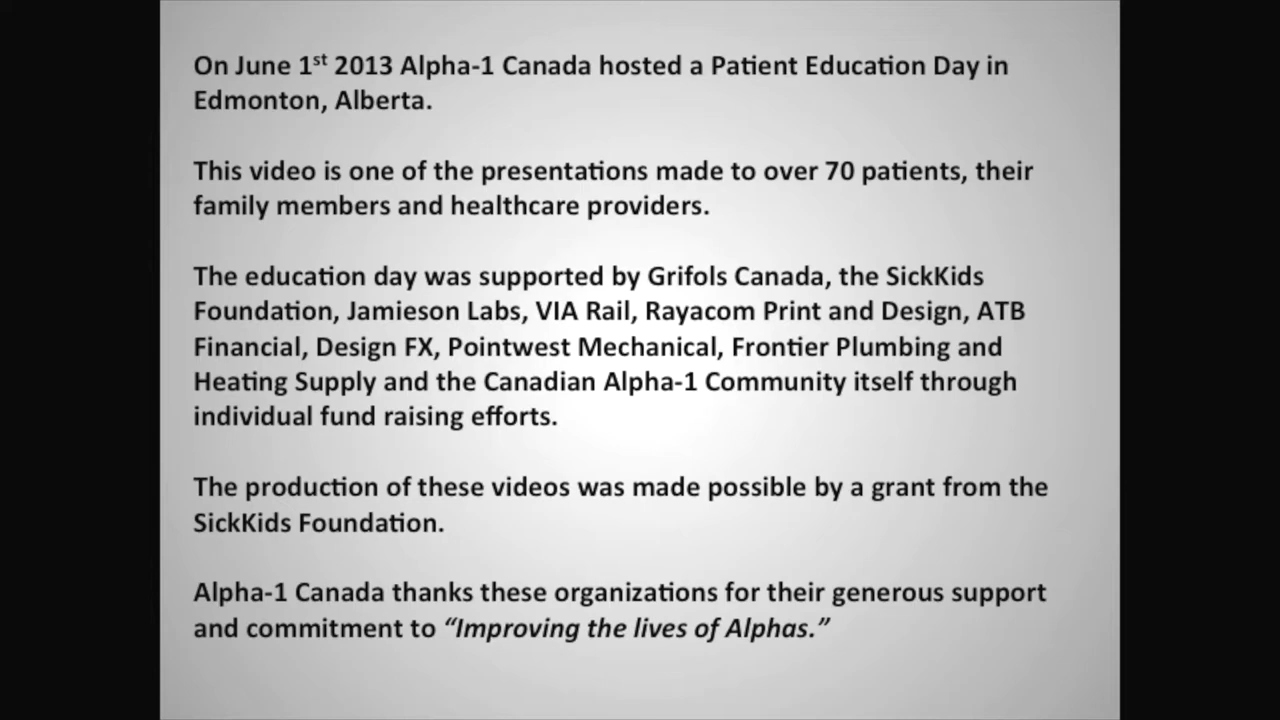 On June 1st 2013 Alpha-1 Canada hosted a Patient Education Day in
Edmonton, Alberta.
This video is one of the presentations made to over 70 patients, their
family members and healthcare providers.
The education day was supported by Grifols Canada, the SickKids
Foundation, Jamieson Labs, VIA Rail, Rayacom Print and Design, ATB
Financial, Design FX, Pointwest Mechanical, Frontier Plumbing and
Heating Supply and the Canadian Alpha-1 Community itself through
individual fund raising efforts.
The production of these videos was made possible by a grant from the
SickKids Foundation.
Alpha-1 Canada thanks these organizations for their generous support
and commitment to “Improving the lives of Alphas.”